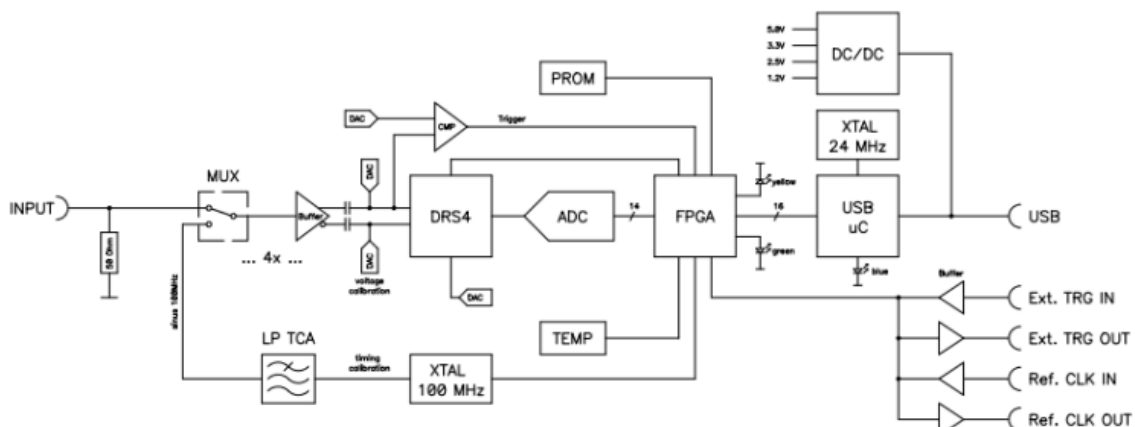 5.0V
3.3V
2.5V
1.2V
DC/DC
PROM
DAC
CMP
Trigger
XTAL
24 MHz
MUX
DAC
yellow
INPUT
Buffer
DRS4
ADC
14
FPGA
16
USB
uC
USB
50 Ohm
... 4x ...
DAC
green
blue
voltage
calibration
DAC
Buffer
Ext. TRG IN
sinus 100MHz
LP TCA
timing
calibration
XTAL
100 MHz
TEMP
Ext. TRG OUT
Ref. CLK IN
Ref. CLK OUT